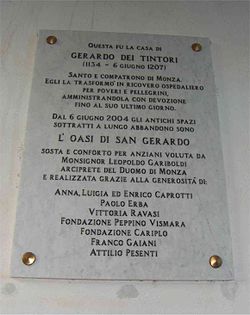 QUESTA FU LA CASA DI
GERARDO DEI TINTORI
(1134 - 6 GIUGNO 1207)
SANTO E COMPATRONO DI MONZA.
EGLI LA TRASFORMÒ IN RICOVERO OSPEDALIERO
PER POVERI E PELLEGRINI,
AMMINISTRANDOLA CON DEVOZIONE
FINO AL SUO ULTIMO GIORNO.
DAL 6 GIUGNO 2004 GLI ANTICHI SPAZI
SOTTRATTI A LUNGO ABBANDONO SONO
L' OASI DI SAN GERARDO
SOSTA E CONFORTO PER ANZIANI VOLUTA DA
MONSIGNOR LEOPOLDO GARIBOLDI
ARCIPRETE DEL DUOMO DI MONZA
E REALIZZATA GRAZIE ALLA GENEROSITÀ DI:
ANNA, LUIGIA ED ENRICO CAPROTTI
PAOLO ERBA
VITTORIA RAVASI
FONDAZIONE PEPPINO VISMARA
FONDAZIONE CARIPLO
FRANCO GAIANI
ATTILIO PESENTI